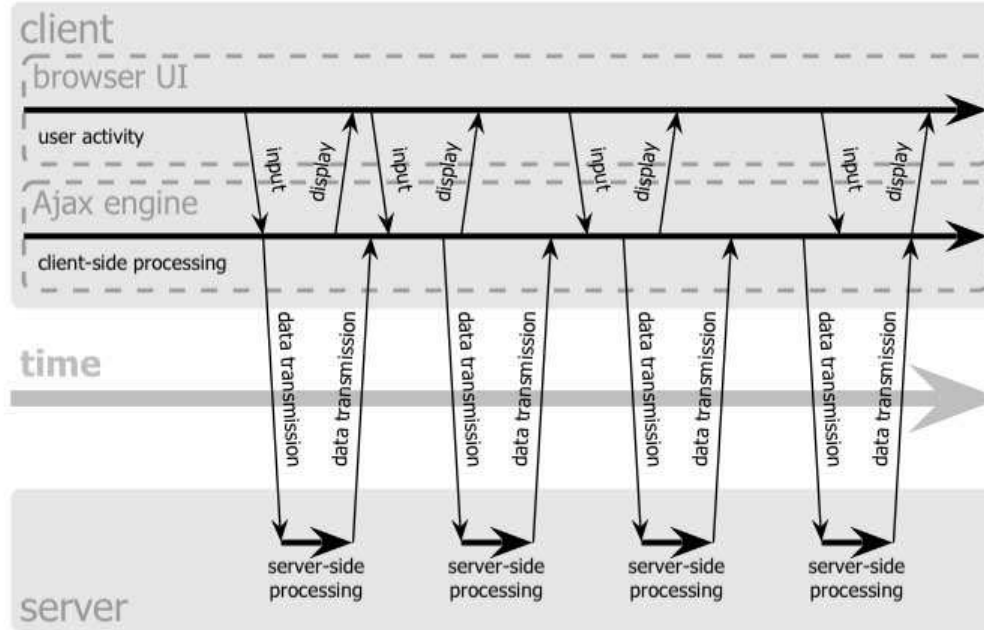 client
browser UI
user activity
input
display
input
display
input
display
input
display
Ajax engine
client-side processing
data transmission
data transmission
data transmission
data transmission
data transmission
data transmission
data transmission
data transmission
time
server-side
processing
server-side
processing
server-side
processing
server-side
processing
server